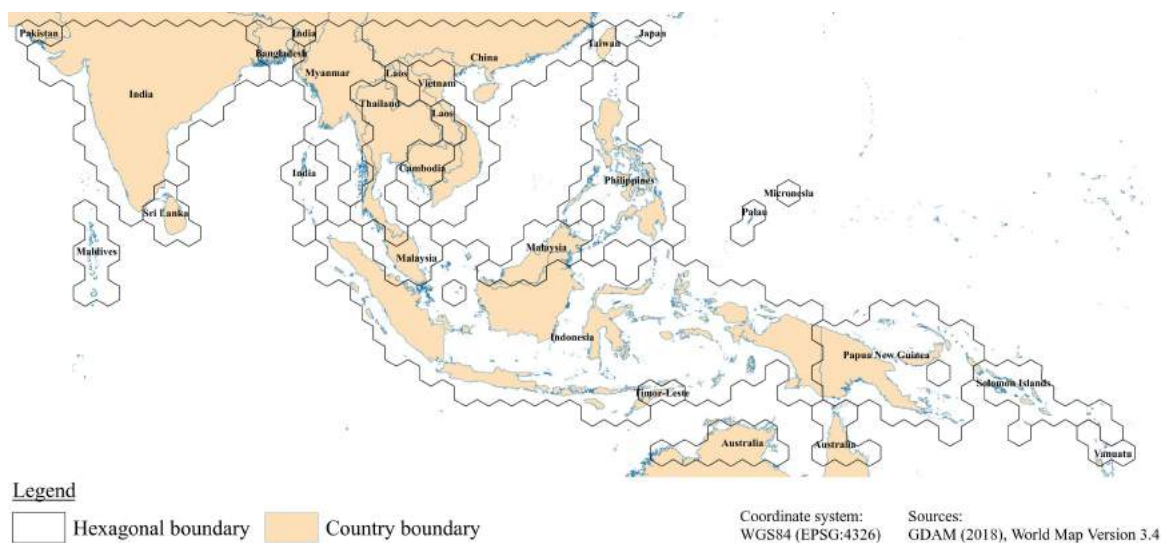 Pakistan
India
Taiwan
Japan
Bangladesh
China
Myanmar
Laos
Vietnam
India
Thailand
Laos
India
Cambodia
Philippines
Micronesia
Sri Lanka
Palau
Maldives
Malaysia
Malaysia
Indonesia
Papua New Guinea
Timor-Leste
Solomon Islands
Australia
Australia
Vanuatu
Legend
Hexagonal boundary
Country boundary
Coordinate system:
WGS84 (EPSG:4326)
Sources:
GDAM (2018), World Map Version 3.4